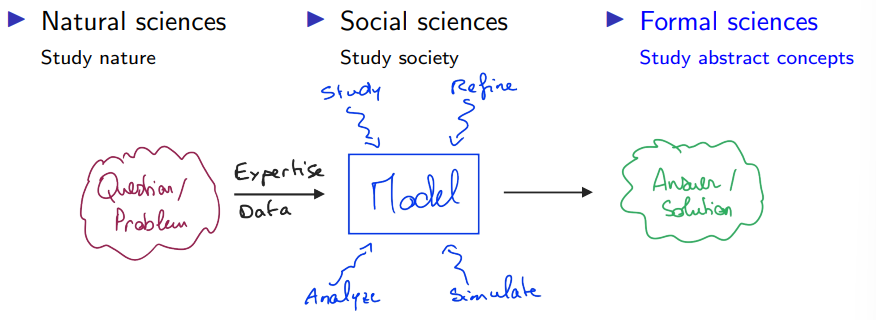 Natural sciences
Study nature
Social sciences
Study society
Formal sciences
Study abstract concepts
Study
Refine
Question/
Problem
Expertise
Data
Model
Answer/
Solution
Analyze
Simulate